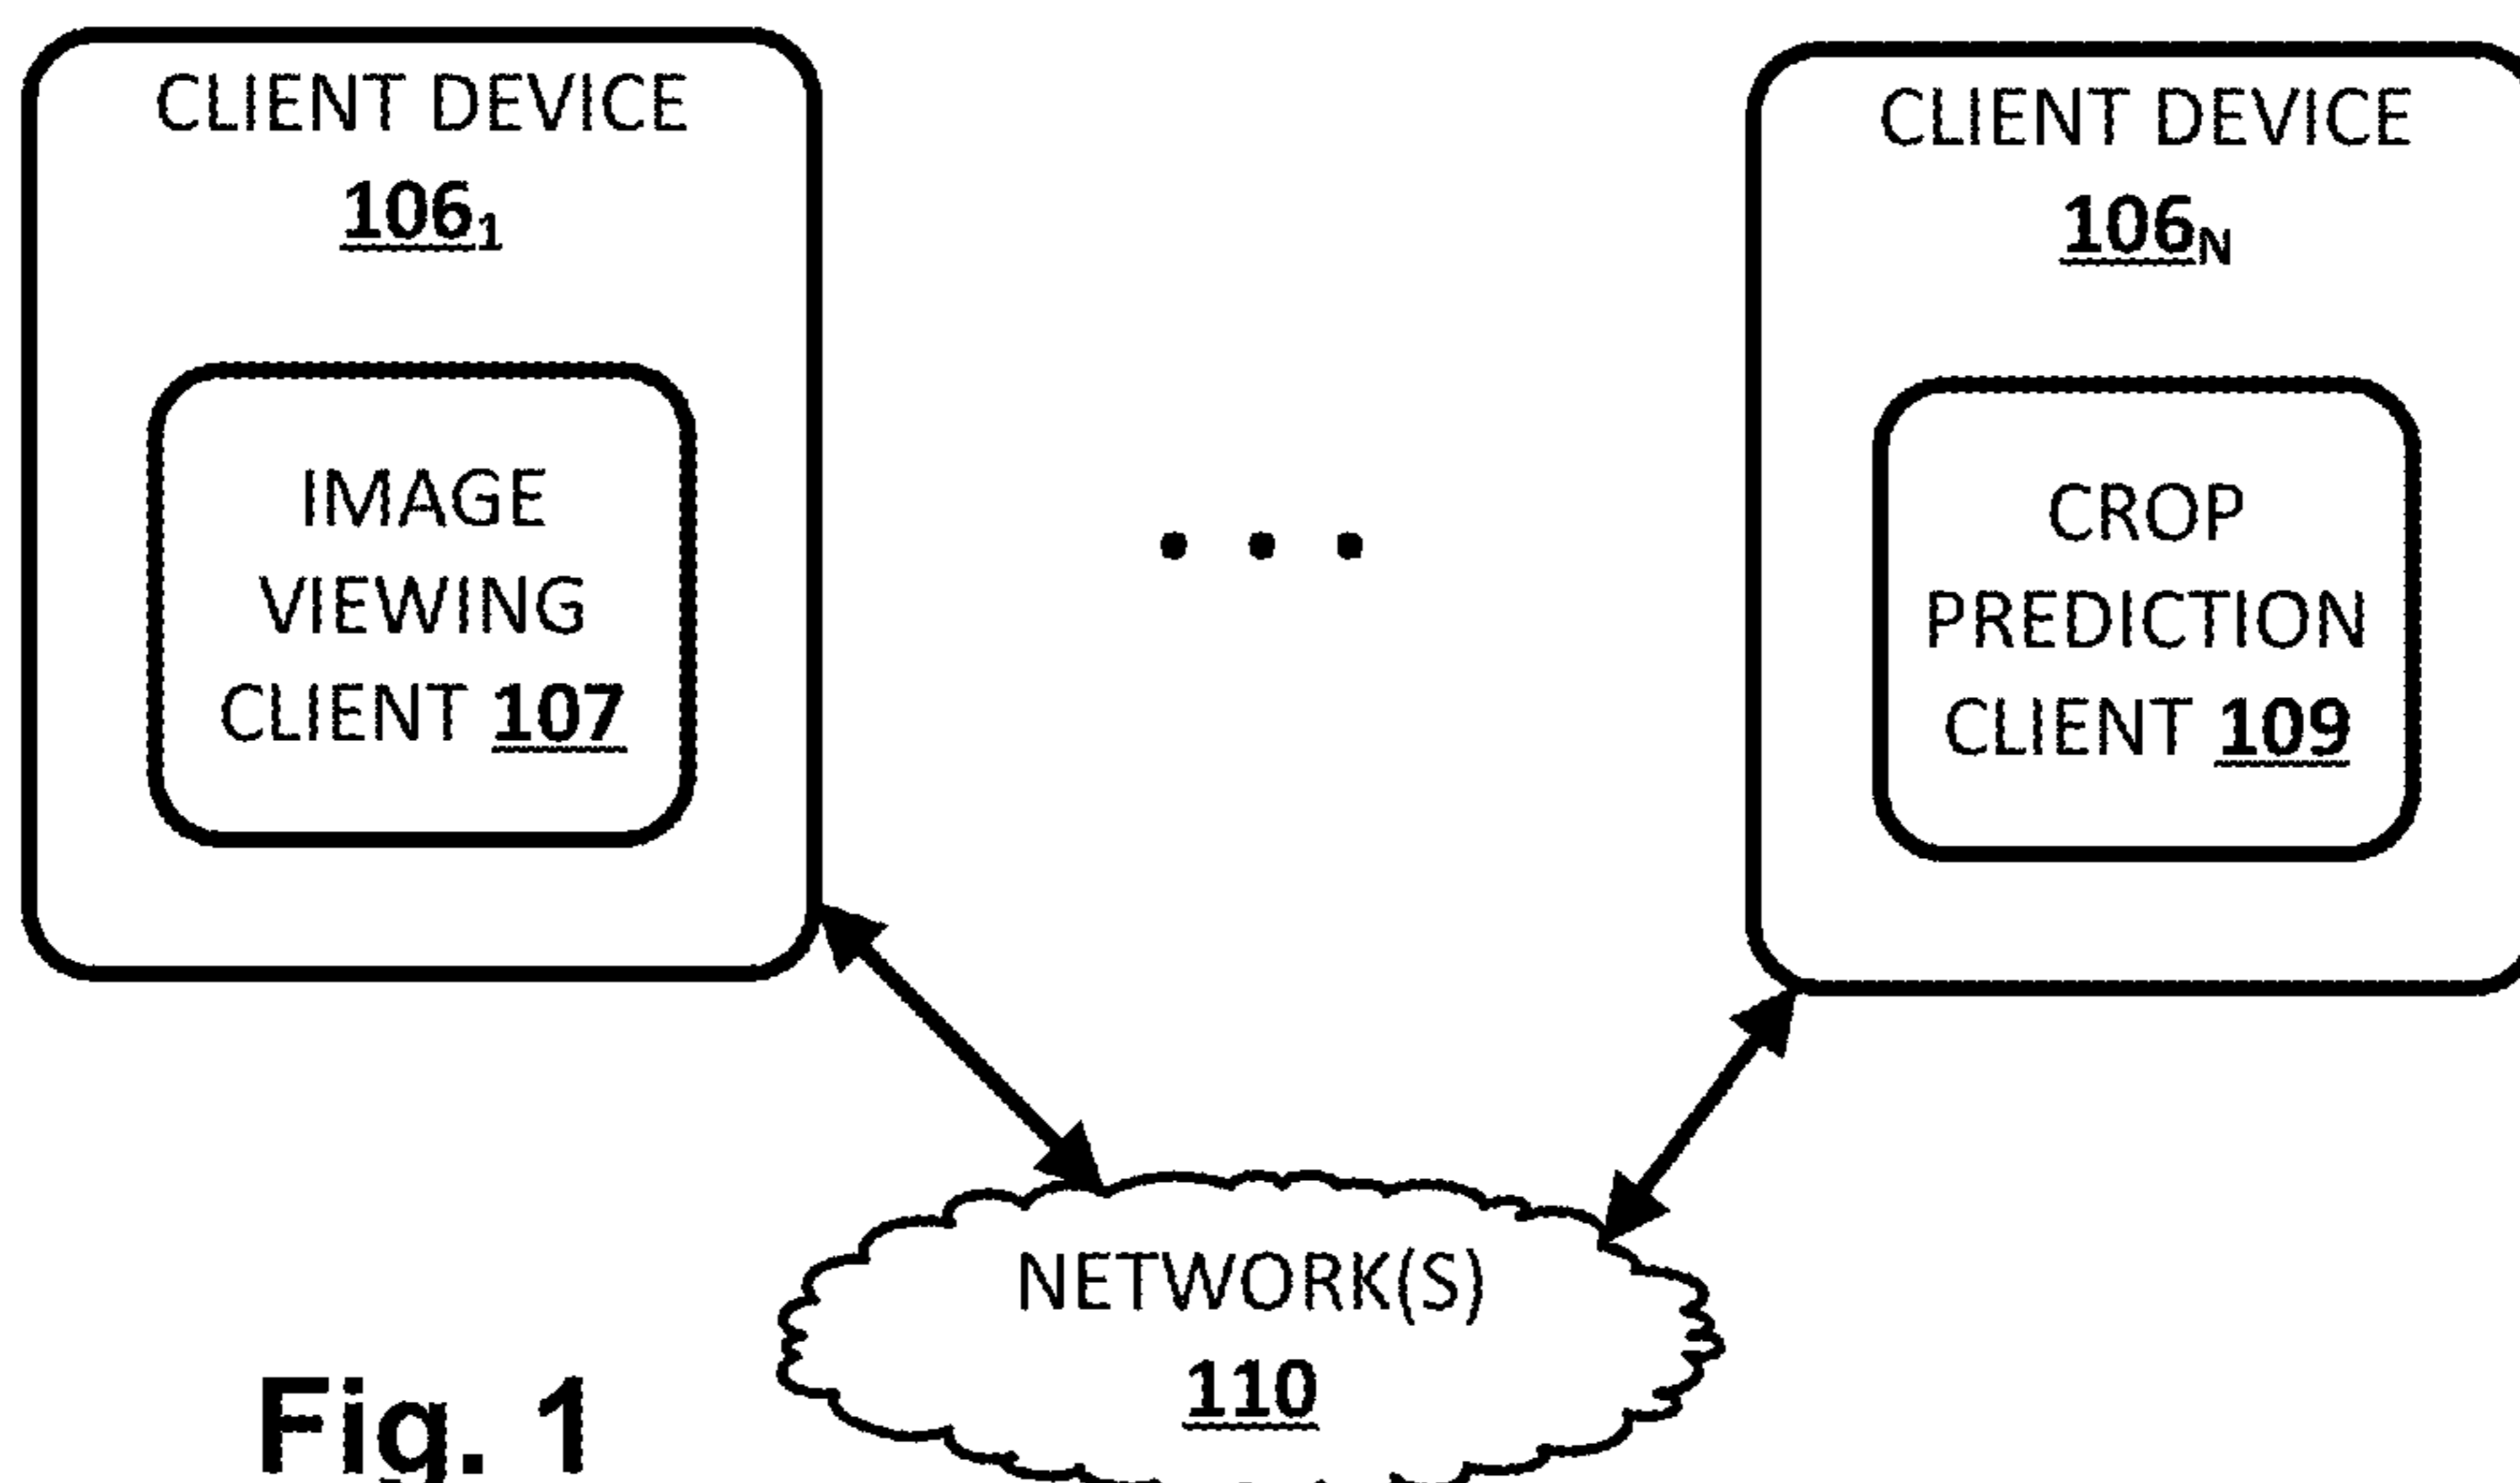 CLIENT DEVICE
106₁
IMAGE
VIEWING
CLIENT 107
CLIENT DEVICE
106ₙ
CROP
PREDICTION
CLIENT 109
NETWORK(S)
110
Fig. 1